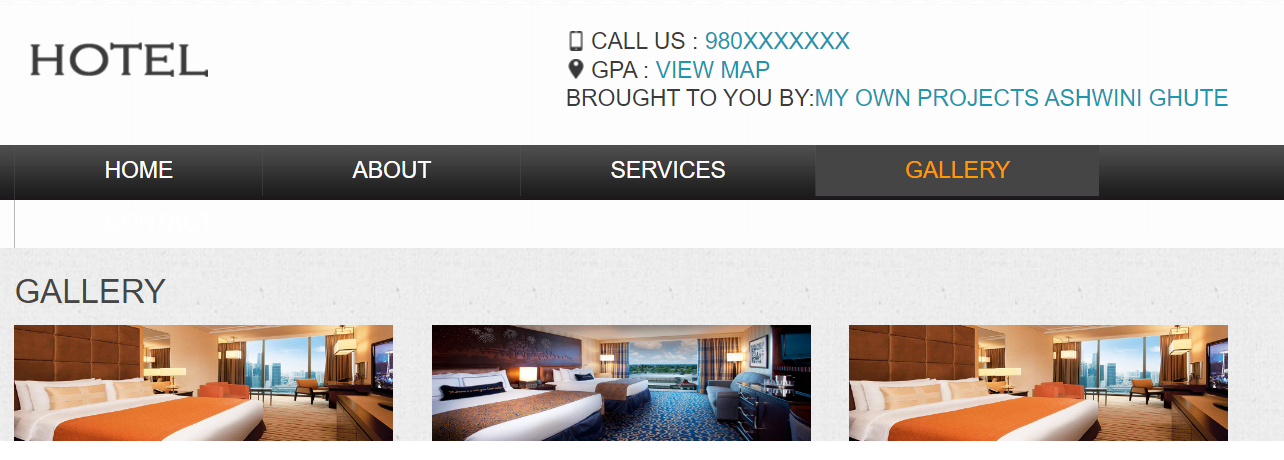 HOTEL
CALL US : 980XXXXXXX
GPA : VIEW MAP
BROUGHT TO YOU BY:MY OWN PROJECTS ASHWINI GHUTE
HOME ABOUT SERVICES GALLERY
GALLERY